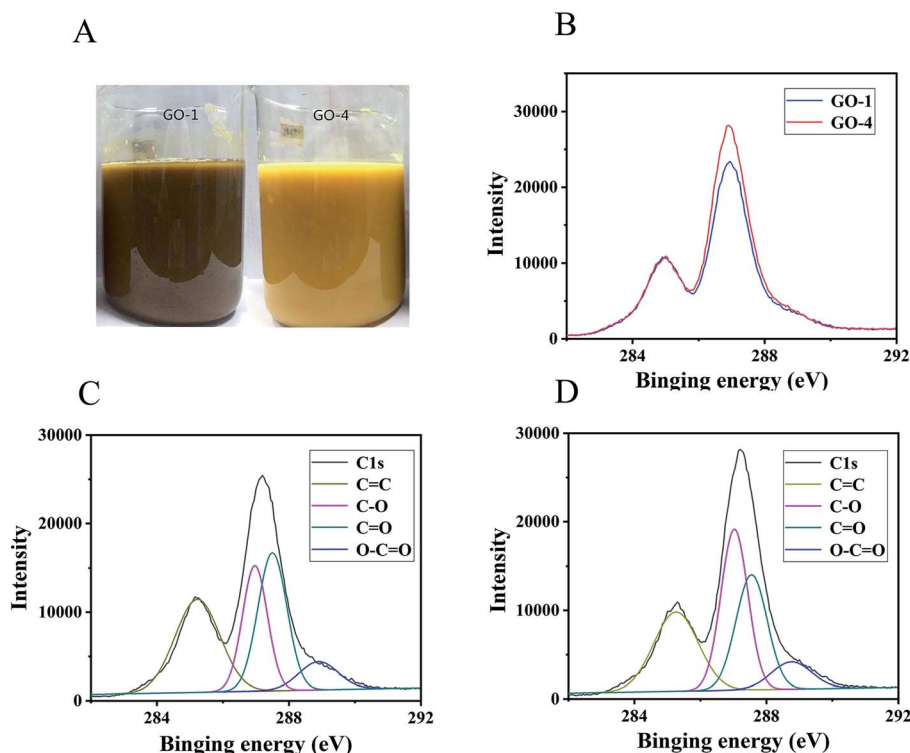 A
GO-1
GO-4
B
30000
20000
10000
0
Intensity
284
288
292
Binging energy (eV)
GO-1
GO-4
C
30000
20000
10000
0
Intensity
284
288
292
Binging energy (eV)
C1s
C=C
C-O
C=O
O-C=O
D
30000
20000
10000
0
Intensity
284
288
292
Binging energy (eV)
C1s
C=C
C-O
C=O
O-C=O